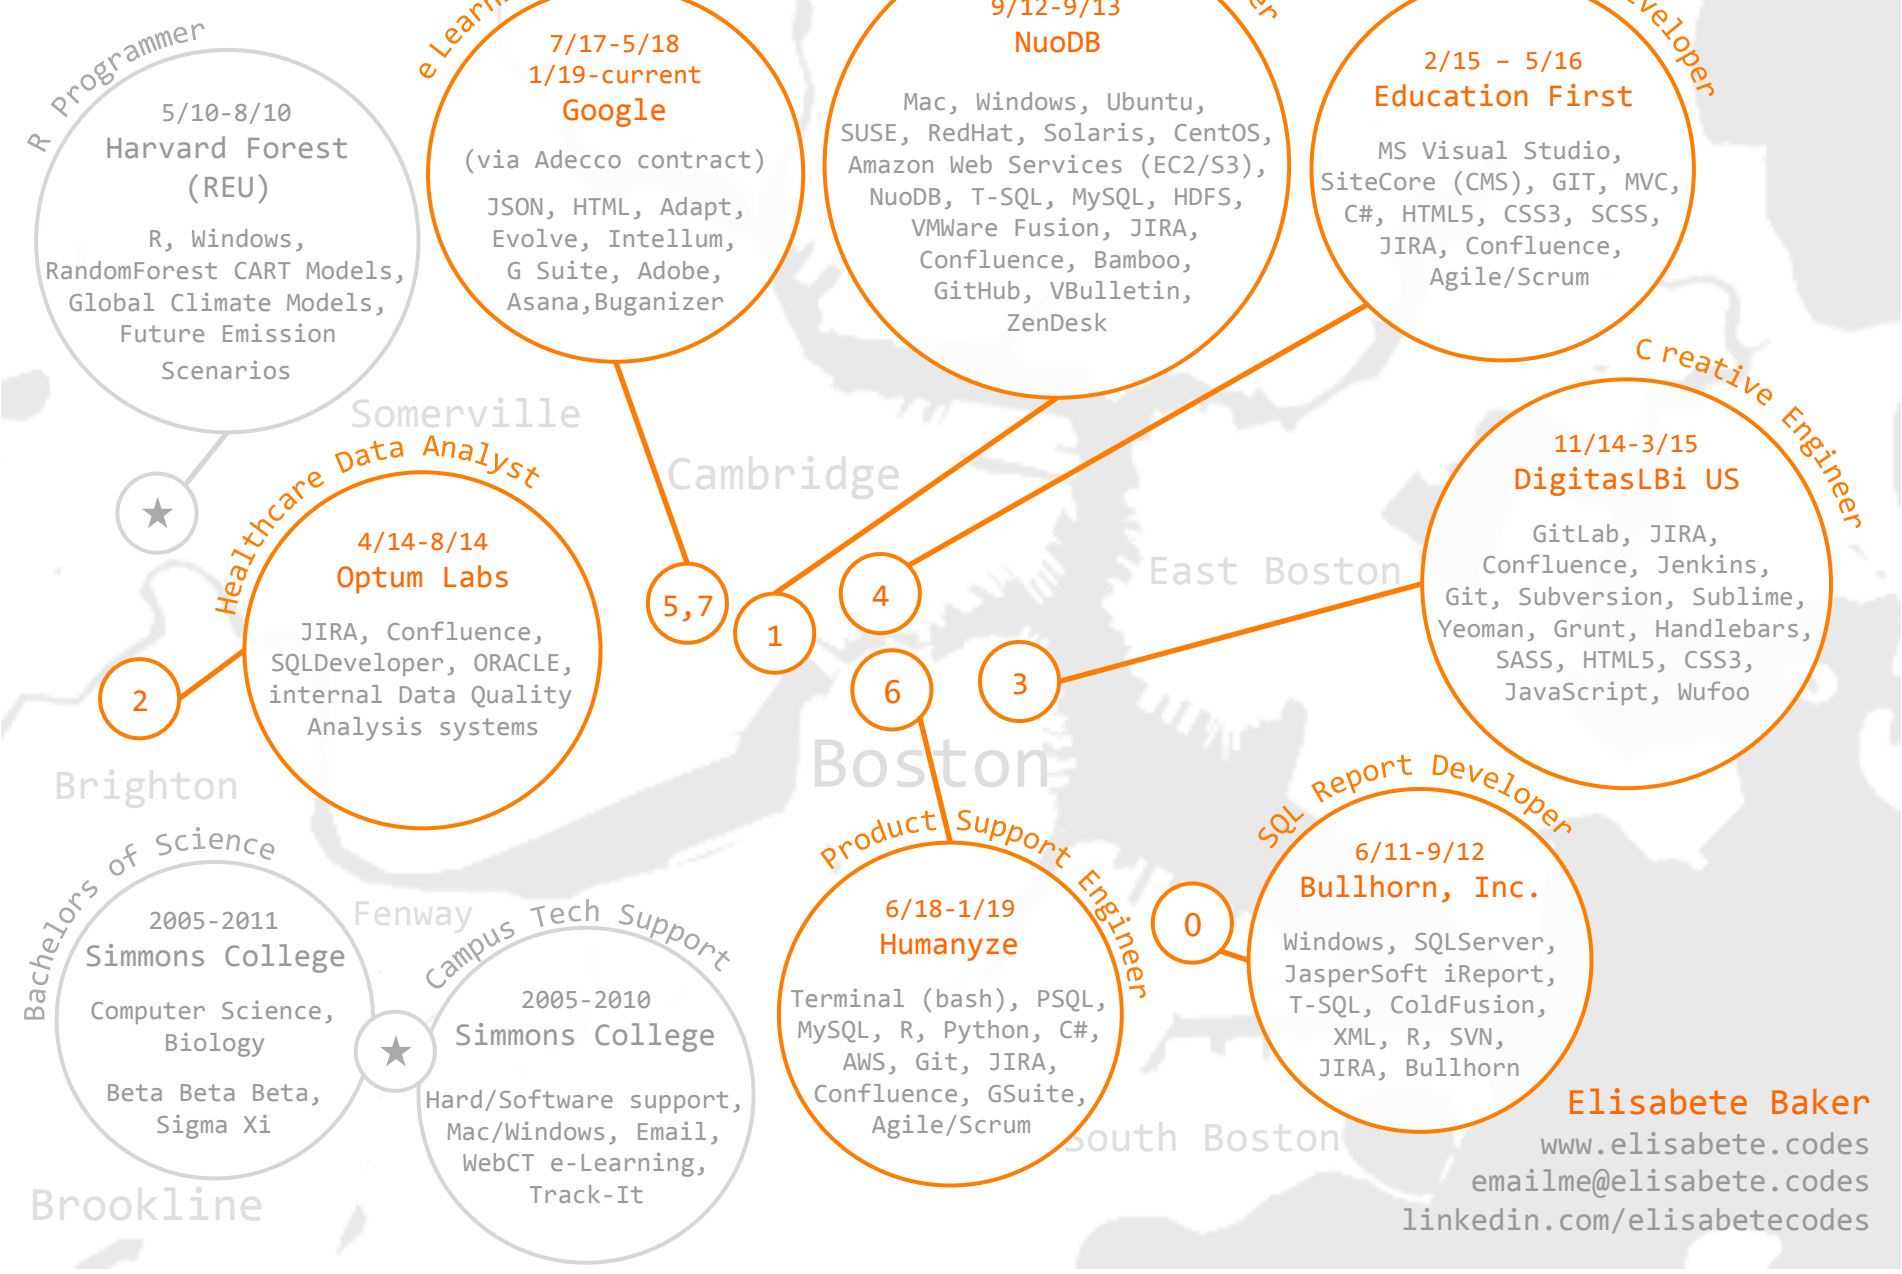 R Programmer
5/10-8/10
Harvard Forest
(REU)
R, Windows,
RandomForest CART Models,
Global Climate Models,
Future Emission
Scenarios
★
7/17-5/18
1/19-current
Google
(via Adecco contract)
JSON, HTML, Adapt,
Evolve, Intellum,
G Suite, Adobe,
Asana,Buganizer
5,7
9/12-9/13
NuoDB
Mac, Windows, Ubuntu,
SUSE, RedHat, Solaris, CentOS,
Amazon Web Services (EC2/S3),
NuoDB, T-SQL, MySQL, HDFS,
VMWare Fusion, JIRA,
Confluence, Bamboo,
GitHub, VBulletin,
ZenDesk
1
2/15 – 5/16
Education First
MS Visual Studio,
SiteCore (CMS), GIT, MVC,
C#, HTML5, CSS3, SCSS,
JIRA, Confluence,
Agile/Scrum
4
Creative Engineer
11/14-3/15
DigitasLBi US
GitLab, JIRA,
Confluence, Jenkins,
Git, Subversion, Sublime,
Yeoman, Grunt, Handlebars,
SASS, HTML5, CSS3,
JavaScript, Wufoo
3
Somerville
Cambridge
East Boston
Healthcare Data Analyst
4/14-8/14
Optum Labs
JIRA, Confluence,
SQLDeveloper, ORACLE,
internal Data Quality
Analysis systems
2
Brighton
Boston
Bachelors of Science
2005-2011
Simmons College
Computer Science,
Biology
Beta Beta Beta,
Sigma Xi
★
Fenway
Campus Tech Support
2005-2010
Simmons College
Hard/Software support,
Mac/Windows, Email,
WebCT e-Learning,
Track-It
6
Product Support Engineer
6/18-1/19
Humanyze
Terminal (bash), PSQL,
MySQL, R, Python, C#,
AWS, Git, JIRA,
Confluence, GSuite,
Agile/Scrum
0
SQL Report Developer
6/11-9/12
Bullhorn, Inc.
Windows, SQLServer,
JasperSoft iReport,
T-SQL, ColdFusion,
XML, R, SVN,
JIRA, Bullhorn
Brookline
South Boston
Elisabete Baker
www.elisabete.codes
emailme@elisabete.codes
linkedin.com/elisabetecodes